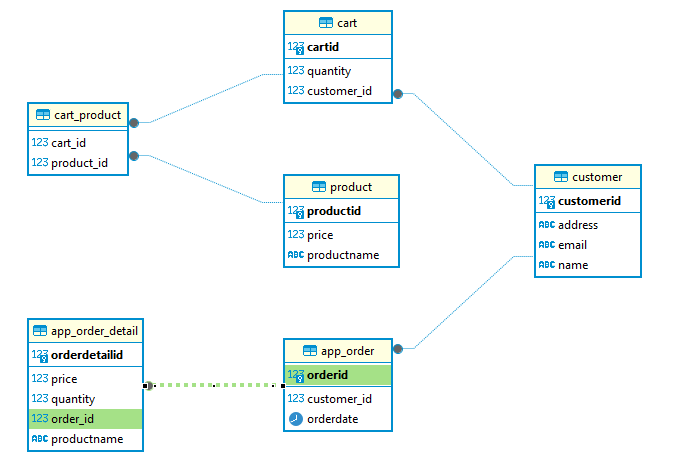 cart
123 cartid
123 quantity
123 customer_id
cart_product
123 cart_id
123 product_id
product
123 productid
123 price
ABC productname
customer
123 customerid
ABC address
ABC email
ABC name
app_order_detail
123 orderdetailid
123 price
123 quantity
123 order_id
ABC productname
app_order
123 orderid
123 customer_id
orderdate